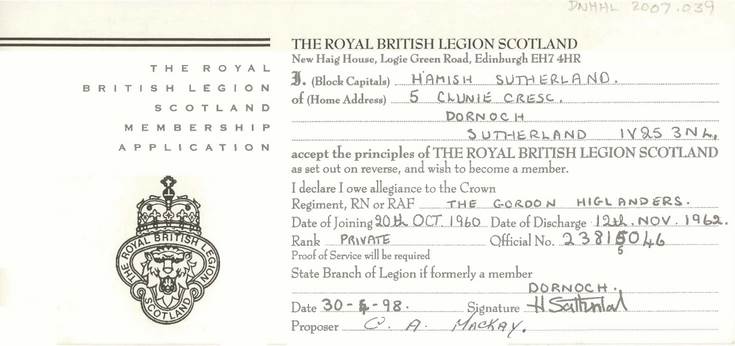 DNHHL 2007.039
THE ROYAL
BRITISH LEGION
SCOTLAND
MEMBERSHIP
APPLICATION
THE ROYAL BRITISH LEGION
SCOTLAND
THE ROYAL BRITISH LEGION SCOTLAND
New Haig House, Logie Green Road, Edinburgh EH7 4HR
I. (Block Capitals) HAMISH SUTHERLAND.
of (Home Address) 5 CLUNIE CRESC.
DORNOCH
SUTHERLAND IV25 3NL.
accept the principles of THE ROYAL BRITISH LEGION SCOTLAND
as set out on reverse, and wish to become a member.
I declare I owe allegiance to the Crown
Regiment, RN or RAF THE GORDON HIGLANDERS.
Date of Joining 20th OCT. 1960 Date of Discharge 12th. NOV. 1962.
Rank PRIVATE Official No. 23815046
5
Proof of Service will be required
State Branch of Legion if formerly a member
DORNOCH.
Date 30-6-98. Signature H Sutherland
Proposer C. A. MACKAY.